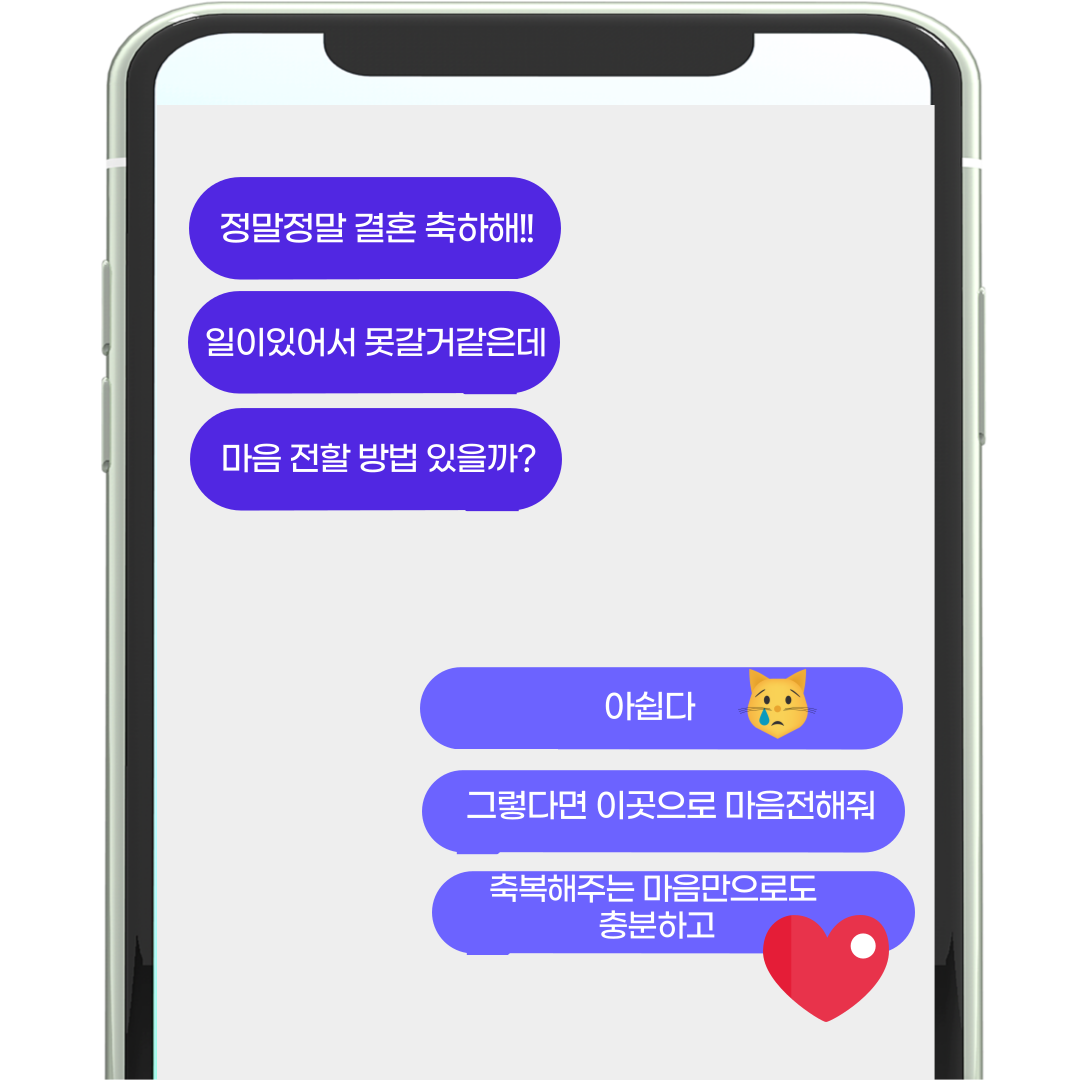 정말정말 결혼 축하해!!
일이있어서 못갈거같은데
마음 전할 방법 있을까?
아쉽다
그렇다면 이곳으로 마음전해줘
축복해주는 마음만으로도
충분하고